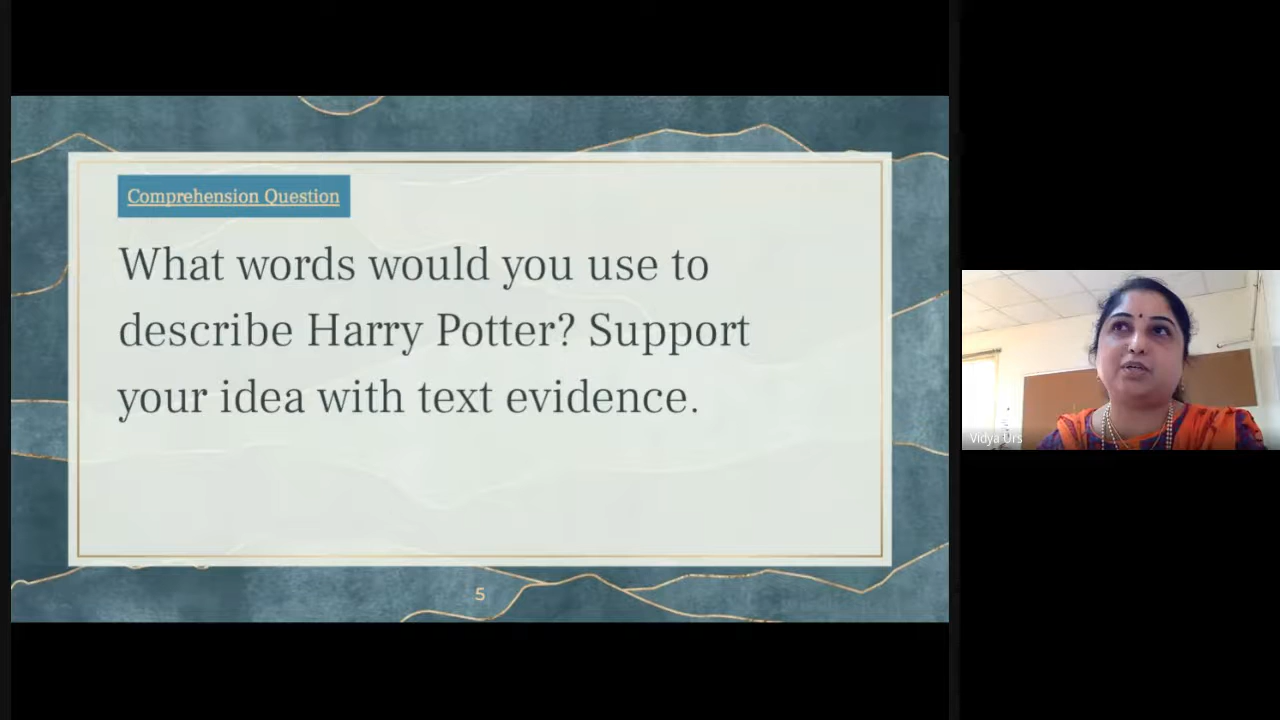 Comprehension Question
What words would you use to
describe Harry Potter? Support
your idea with text evidence.
5
Vidya Urs